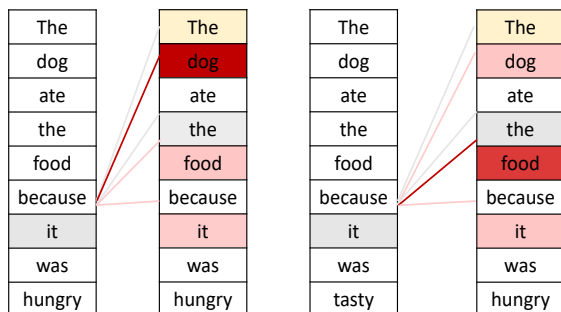 The The The The
dog dog dog dog
ate ate ate ate
the the the the
food food food food
because because because because
it it it it
was was was was
hungry hungry tasty hungry